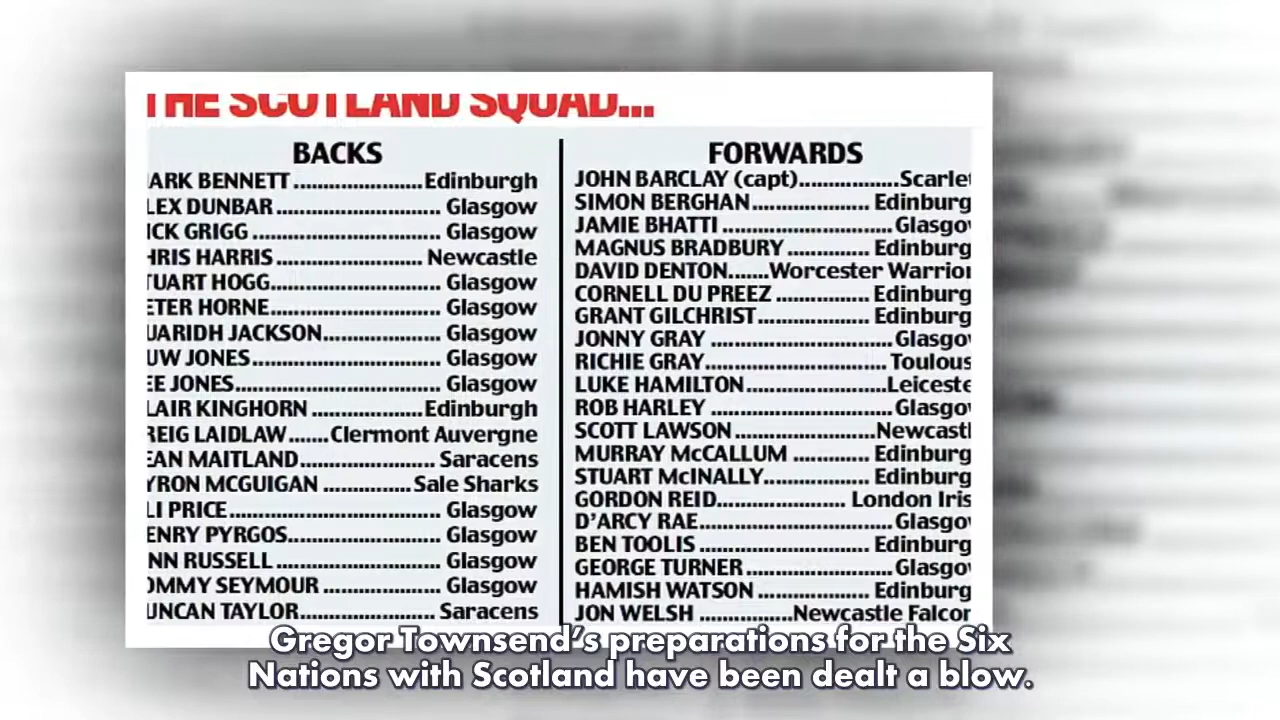 THE SCOTLAND SQUAD...
BACKS
ARK BENNETT......................Edinburgh
LEX DUNBAR............................ Glasgow
ICK GRIGG................................ Glasgow
HRIS HARRIS......................... Newcastle
TUART HOGG............................. Glasgow
ETER HORNE............................. Glasgow
UARIDH JACKSON.................... Glasgow
UW JONES................................ Glasgow
EE JONES................................... Glasgow
LAIR KINGHORN ...................Edinburgh
REIG LAIDLAW.......Clermont Auvergne
EAN MAITLAND....................... Saracens
YRON MCGUIGAN ...............Sale Sharks
LI PRICE.................................... Glasgow
ENRY PYRGOS.......................... Glasgow
NN RUSSELL ............................. Glasgow
OMMY SEYMOUR ..................... Glasgow
UNCAN TAYLOR........................ Saracens
FORWARDS
JOHN BARCLAY (capt)..................Scarlet
SIMON BERGHAN.................... Edinburg
JAMIE BHATTI .............................Glasgo
MAGNUS BRADBURY.............. Edinburg
DAVID DENTON.......Worcester Warrior
CORNELL DU PREEZ ................ Edinburg
GRANT GILCHRIST................... Edinburg
JONNY GRAY ..............................Glasgo
RICHIE GRAY............................... Toulous
LUKE HAMILTON........................Leiceste
ROB HARLEY ..............................Glasgo
SCOTT LAWSON........................Newcastl
MURRAY McCALLUM .............. Edinburg
STUART McINALLY................... Edinburg
GORDON REID...................... London Iris
D'ARCY RAE.................................Glasgo
BEN TOOLIS ............................. Edinburg
GEORGE TURNER.........................Glasgo
HAMISH WATSON .................... Edinburg
JON WELSH ................Newcastle Falcor
Gregor Townsend's preparations for the Six
Nations with Scotland have been dealt a blow.